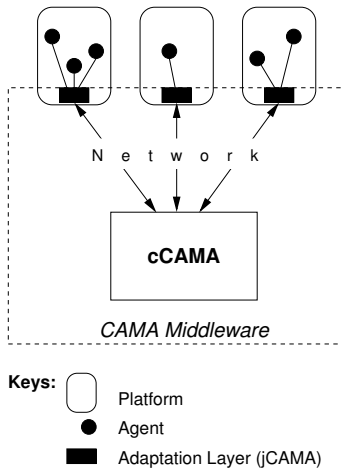 N e t w o r k
cCAMA
CAMA Middleware
Keys:
Platform
Agent
Adaptation Layer (jCAMA)